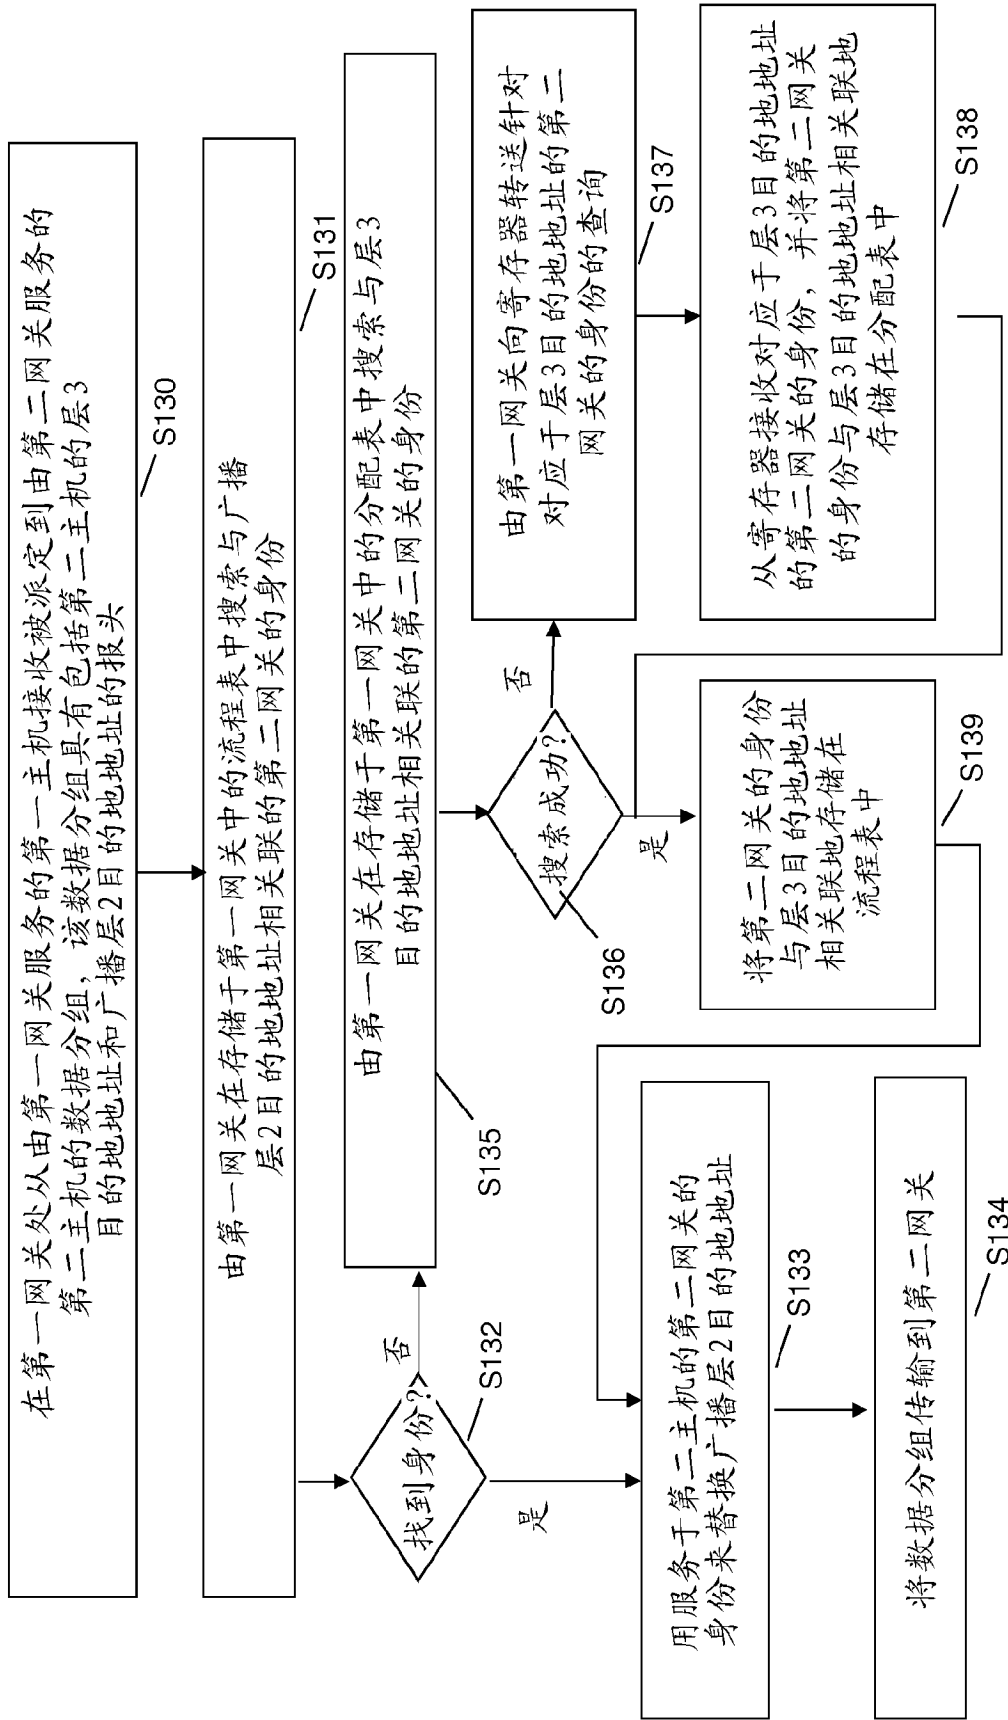 在第一网关处从由第一网关服务的第一主机接收被派定到由第二网关服务的
第二主机的数据分组，该数据分组具有包括第二主机的层3
目的地地址和广播层2目的地地址的报头
S130
由第一网关在存储于第一网关中的流程表中搜索与广播
层2目的地地址相关联的第二网关的身份
S131
找到身份?
S132
否
是
由第一网关在存储于第一网关中的分配表中搜索与层3
目的地地址相关联的第二网关的身份
S135
搜索成功?
S136
否
是
由第一网关向寄存器转送针对
对应于层3目的地地址的第二
网关的身份的查询
S137
从寄存器接收对应于层3目的地地址
的第二网关的身份，并将第二网关
的身份与层3目的地地址相关联地
存储在分配表中
S138
将第二网关的身份
与层3目的地地址
相关联地存储在
流程表中
S139
用服务于第二主机的第二网关的
身份来替换广播层2目的地地址
S133
将数据分组传输到第二网关
S134